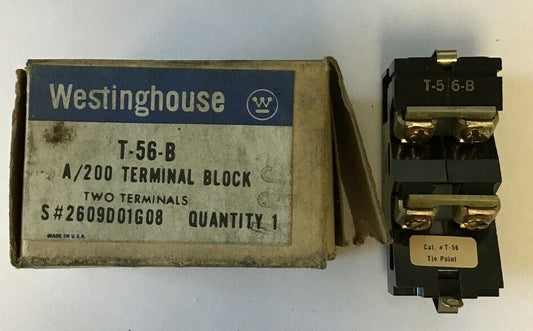 Westinghouse
W
T-56-B
A/200 TERMINAL BLOCK
TWO TERMINALS
S#2609D01G08 QUANTITY 1
MADE IN U.S.A
T-56-B
Cat. # T-56
Tie Point